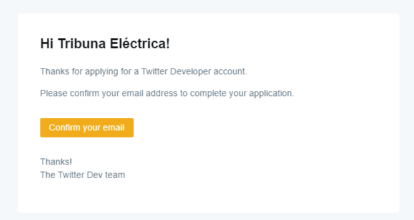 Hi Tribuna Eléctrica!
Thanks for applying for a Twitter Developer account.
Please confirm your email address to complete your application.
Confirm your email
Thanks!
The Twitter Dev team